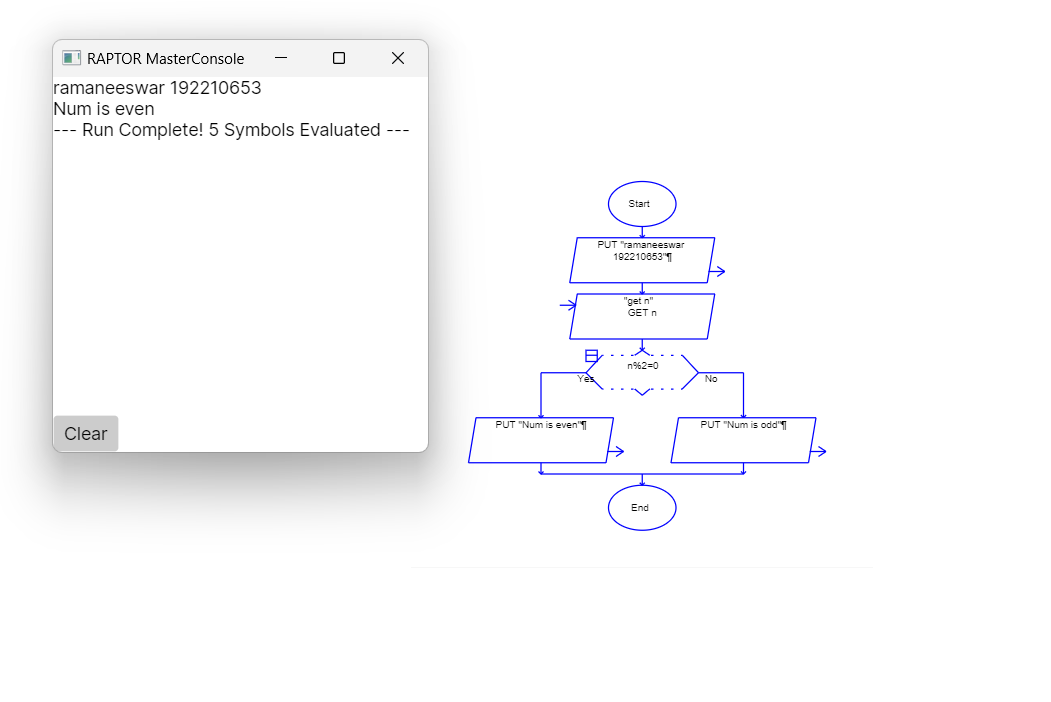 RAPTOR MasterConsole
ramaneeswar 192210653
Num is even
--- Run Complete! 5 Symbols Evaluated ---
Clear
Start
PUT "ramaneeswar
192210653"¶
"get n"
GET n
n%2=0
Yes
No
PUT "Num is even"¶
PUT "Num is odd"¶
End